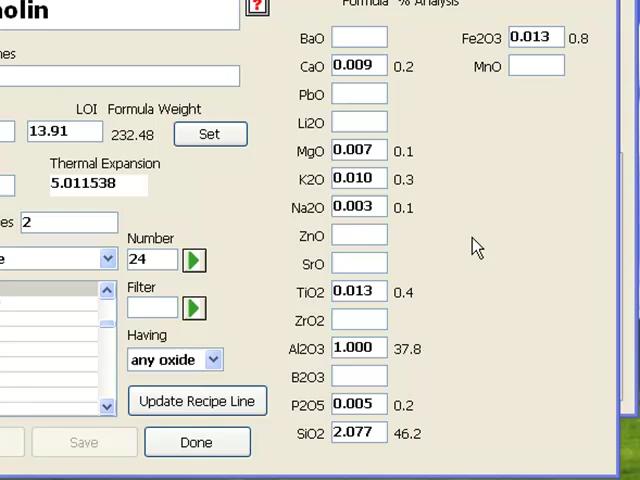 olin
?
Formula % Analysis
nes
BaO
Fe2O3 0.013 0.8
CaO 0.009 0.2
MnO
PbO
LOI Formula Weight
Li2O
13.91 232.48 Set
MgO 0.007 0.1
Thermal Expansion
K2O 0.010 0.3
5.011538
Na2O 0.003 0.1
es 2
ZnO
Number
e 24
SrO
Filter
TiO2 0.013 0.4
ZrO2
Having
Al2O3 1.000 37.8
any oxide
B2O3
Update Recipe Line
P2O5 0.005 0.2
SiO2 2.077 46.2
Save Done